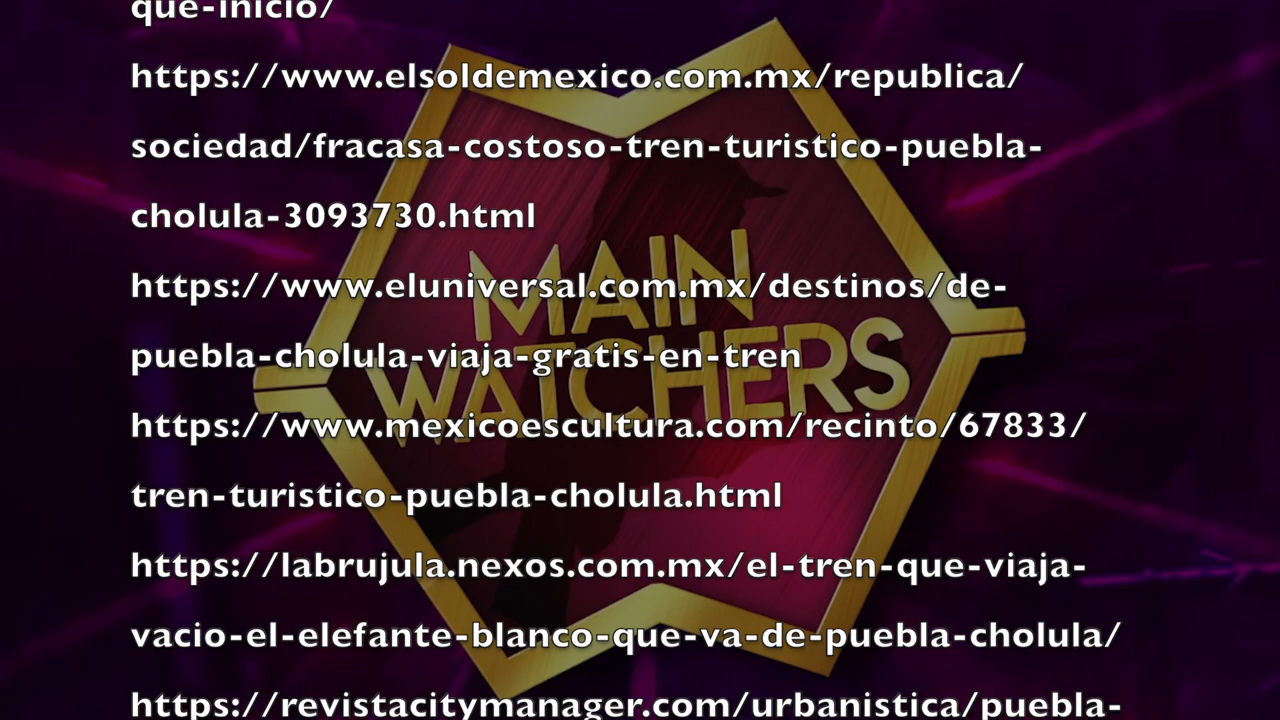 que-inicio/
https://www.elsoldemexico.com.mx/republica/
sociedad/fracasa-costoso-tren-turistico-puebla-
cholula-3093730.html
https://www.eluniversal.com.mx/destinos/de-
puebla-cholula-viaja-gratis-en-tren
https://www.mexicoescultura.com/recinto/67833/
tren-turistico-puebla-cholula.html
https://labrujula.nexos.com.mx/el-tren-que-viaja-
vacio-el-elefante-blanco-que-va-de-puebla-cholula/
https://revistacitymanager.com/urbanistica/puebla-
MAIN
WATCHERS